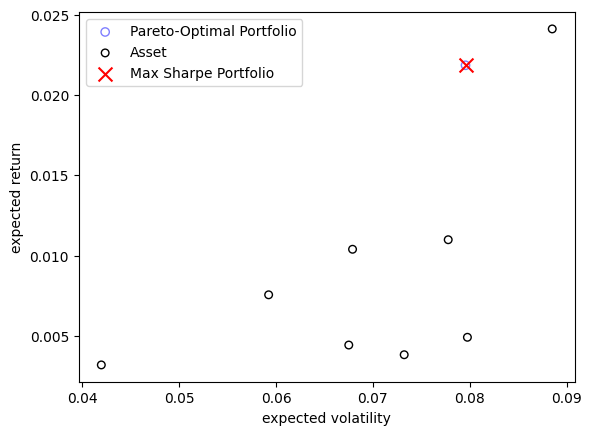 Pareto-Optimal Portfolio
Asset
Max Sharpe Portfolio
0.025
0.020
0.015
0.010
0.005
expected return
0.04 0.05 0.06 0.07 0.08 0.09
expected volatility